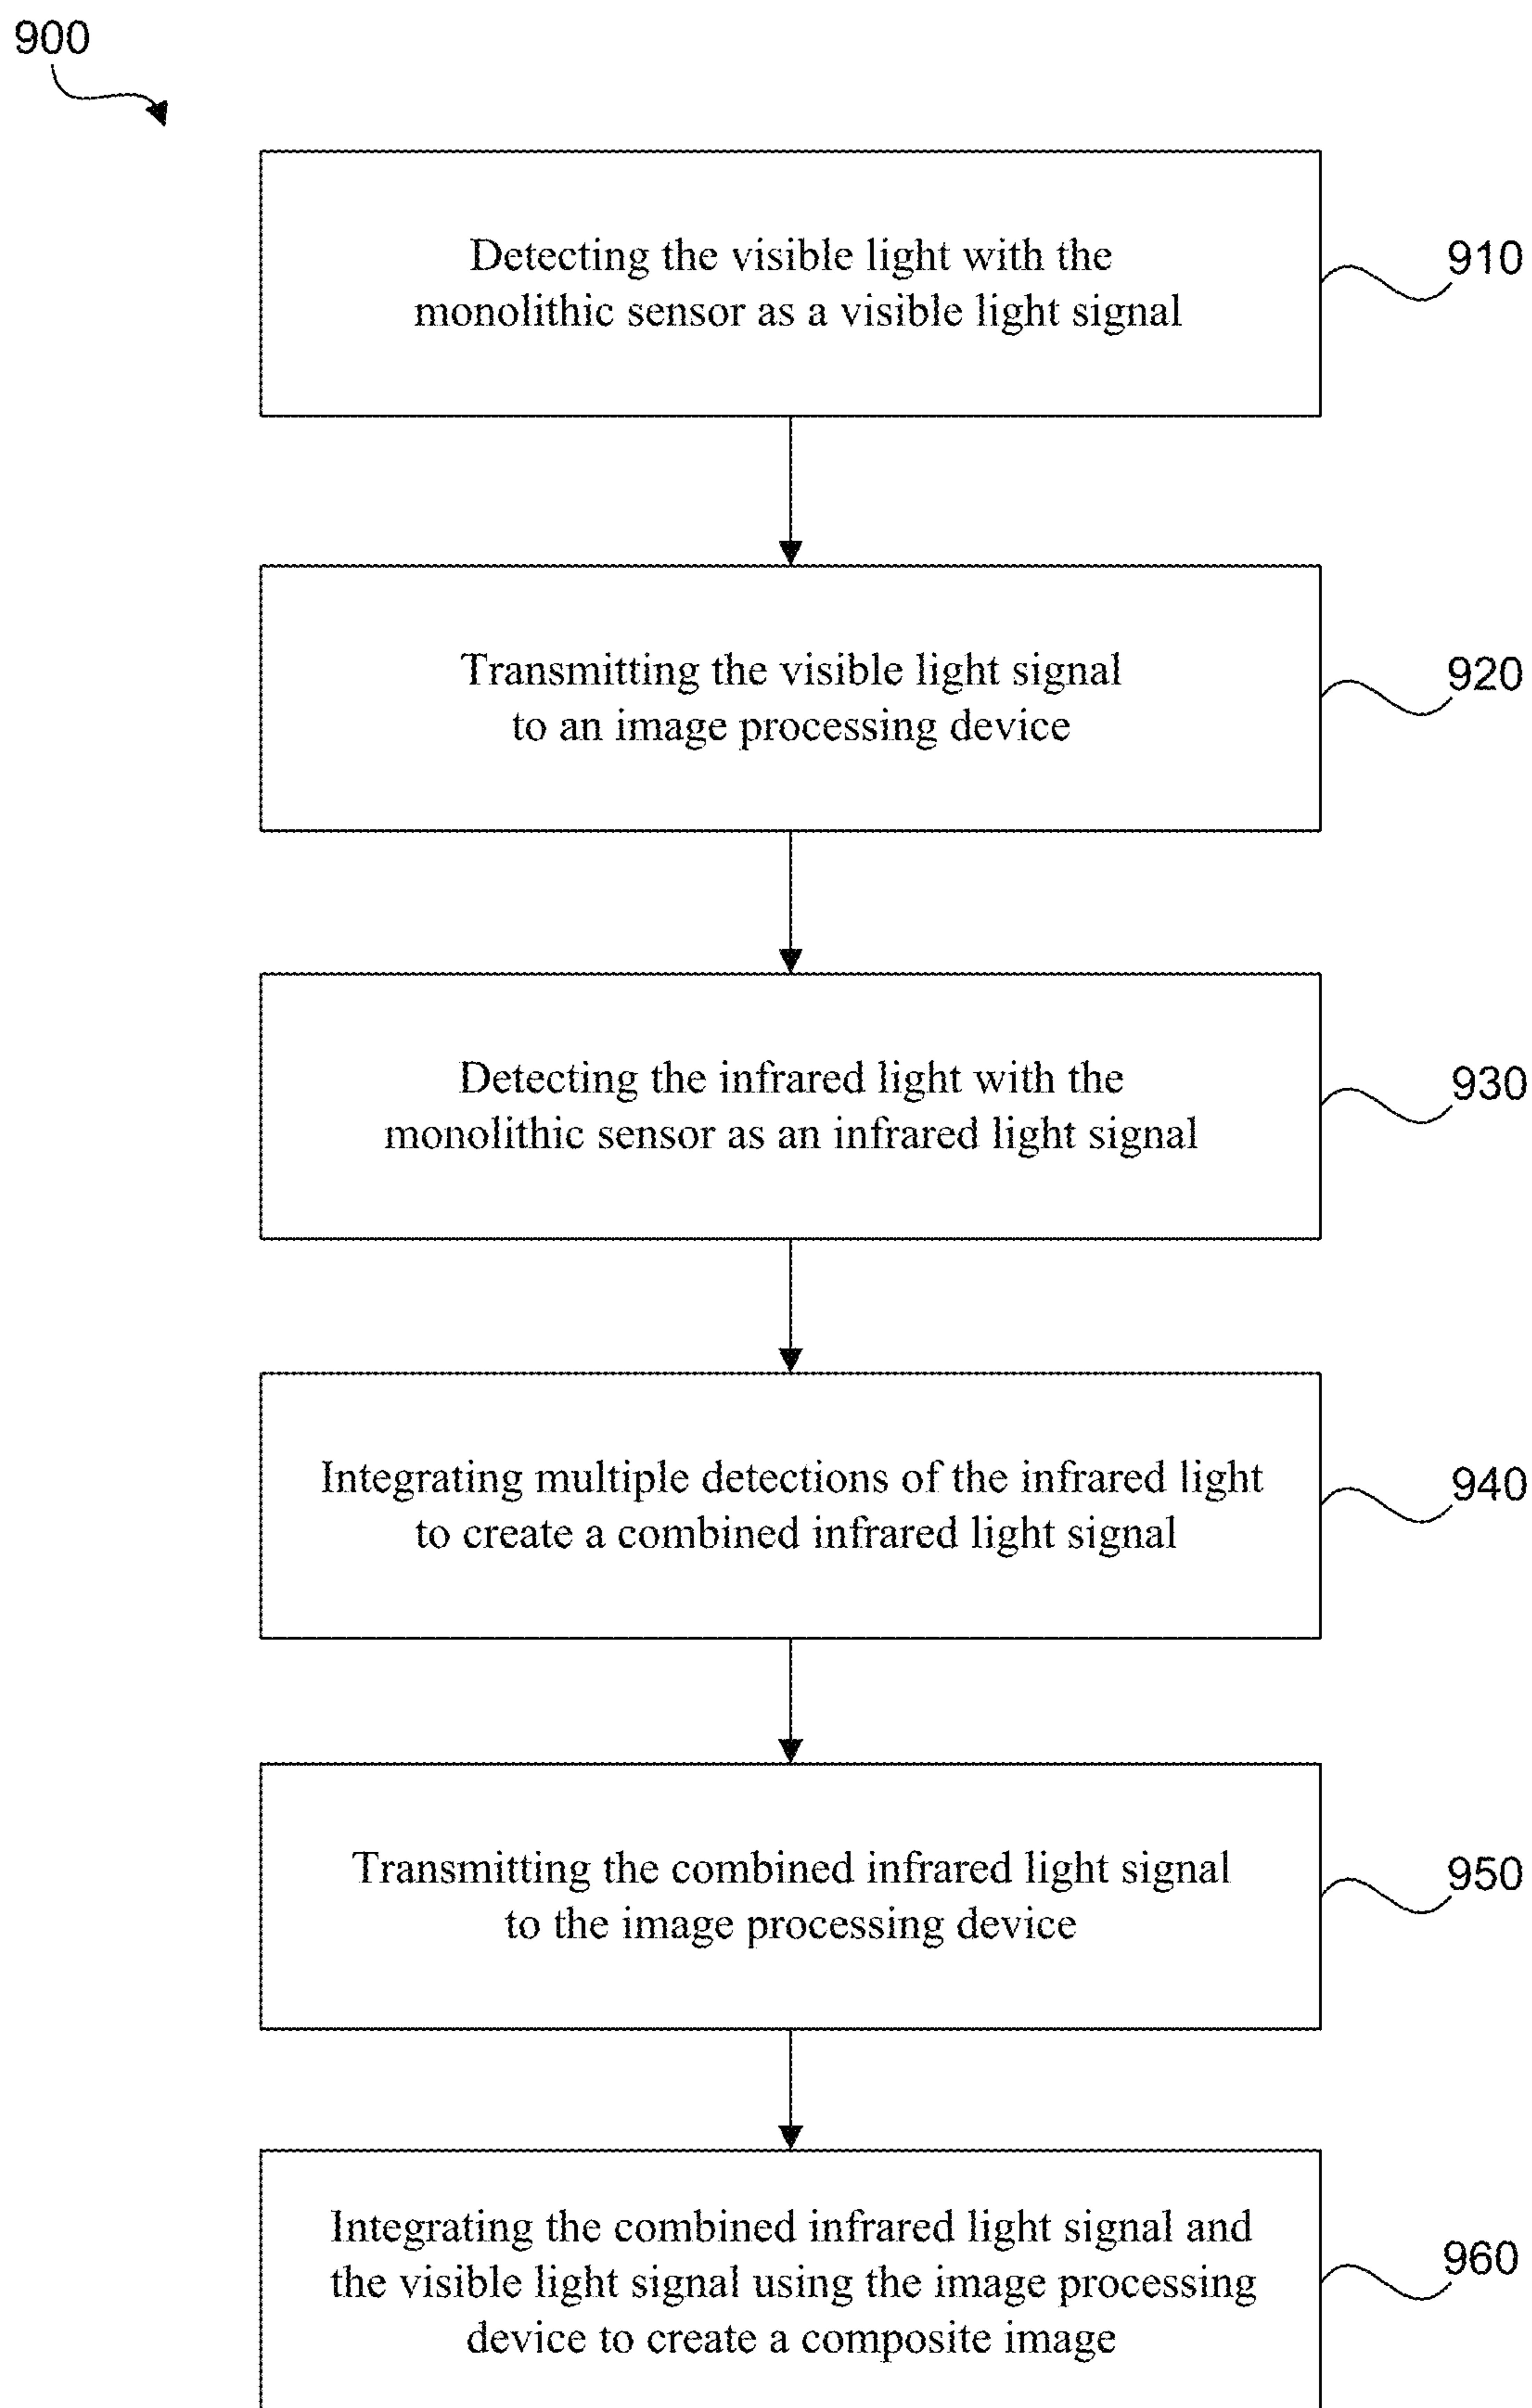 900
Detecting the visible light with the
monolithic sensor as a visible light signal
910
Transmitting the visible light signal
to an image processing device
920
Detecting the infrared light with the
monolithic sensor as an infrared light signal
930
Integrating multiple detections of the infrared light
to create a combined infrared light signal
940
Transmitting the combined infrared light signal
to the image processing device
950
Integrating the combined infrared light signal and
the visible light signal using the image processing
device to create a composite image
960